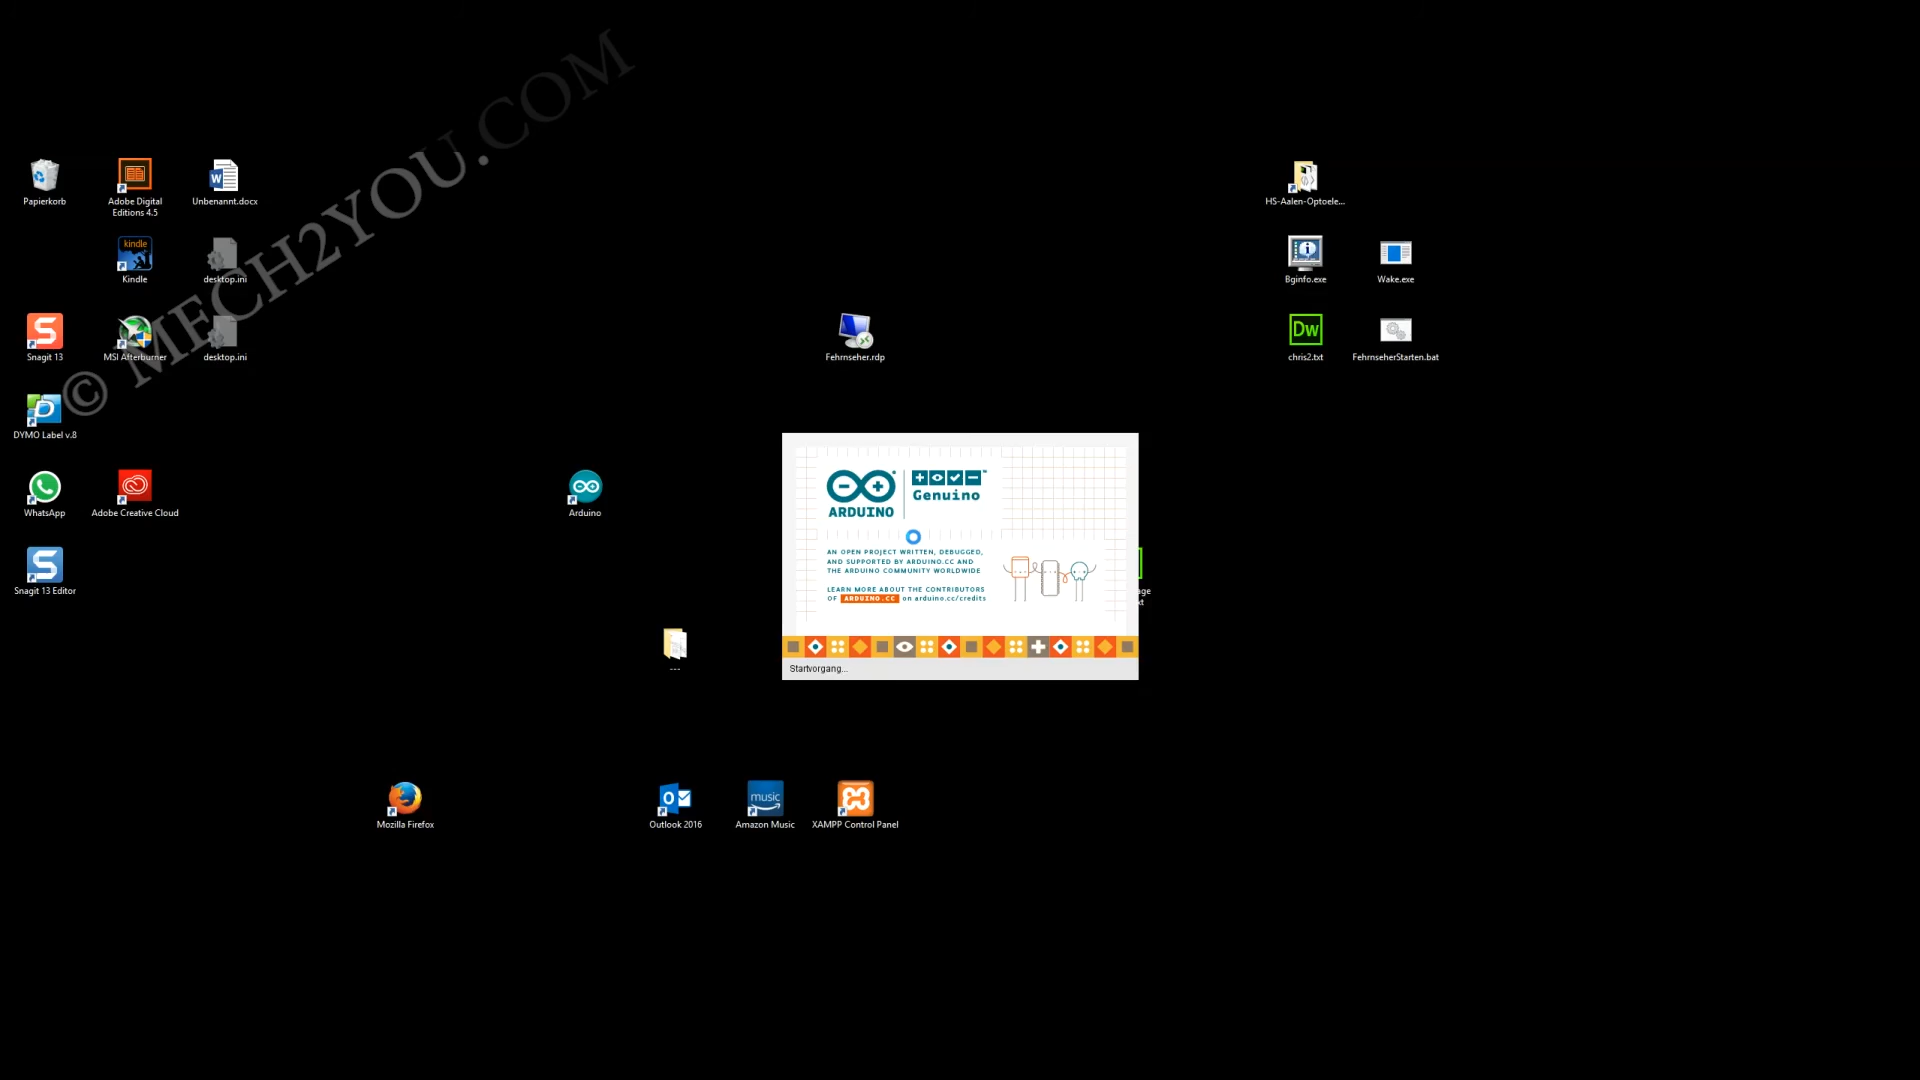 © MECH2YOU.COM
Papierkorb
Adobe Digital
Editions 4.5
Unbenannt.docx
HS-Aalen-Optoele...
kindle
Kindle
desktop.ini
Bginfo.exe
Wake.exe
Snagit 13
MSI Afterburner
desktop.ini
Fehrnseher.rdp
Dw
chris2.txt
FehrnseherStarten.bat
DYMO Label v.8
WhatsApp
Adobe Creative Cloud
Arduino
ARDUINO
Genuino
™
AN OPEN PROJECT WRITTEN, DEBUGGED,
AND SUPPORTED BY ARDUINO.CC AND
THE ARDUINO COMMUNITY WORLDWIDE
LEARN MORE ABOUT THE CONTRIBUTORS
OF ARDUINO.CC on arduino.cc/credits
Startvorgang...
Snagit 13 Editor
age
xt
---
Mozilla Firefox
Outlook 2016
music
Amazon Music
XAMPP Control Panel